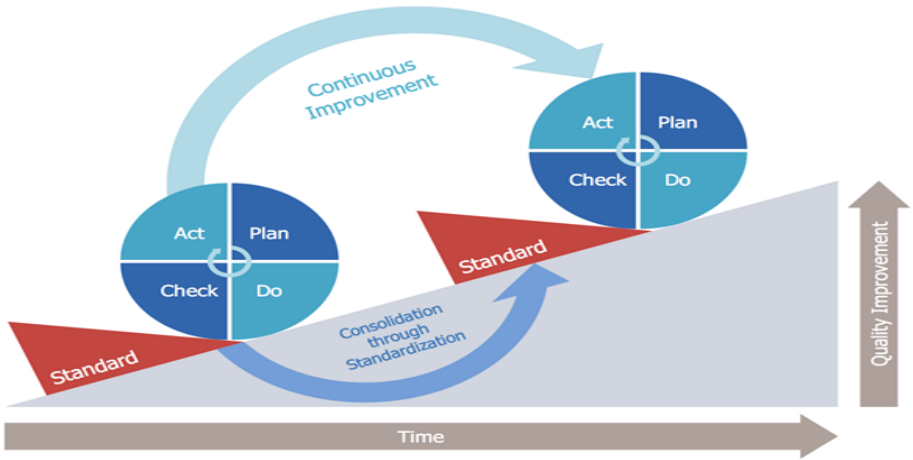 Continuous
Improvement
Act
Plan
Check
Do
Standard
Act
Plan
Check
Do
Standard
Consolidation
through
Standardization
Quality Improvement
Time